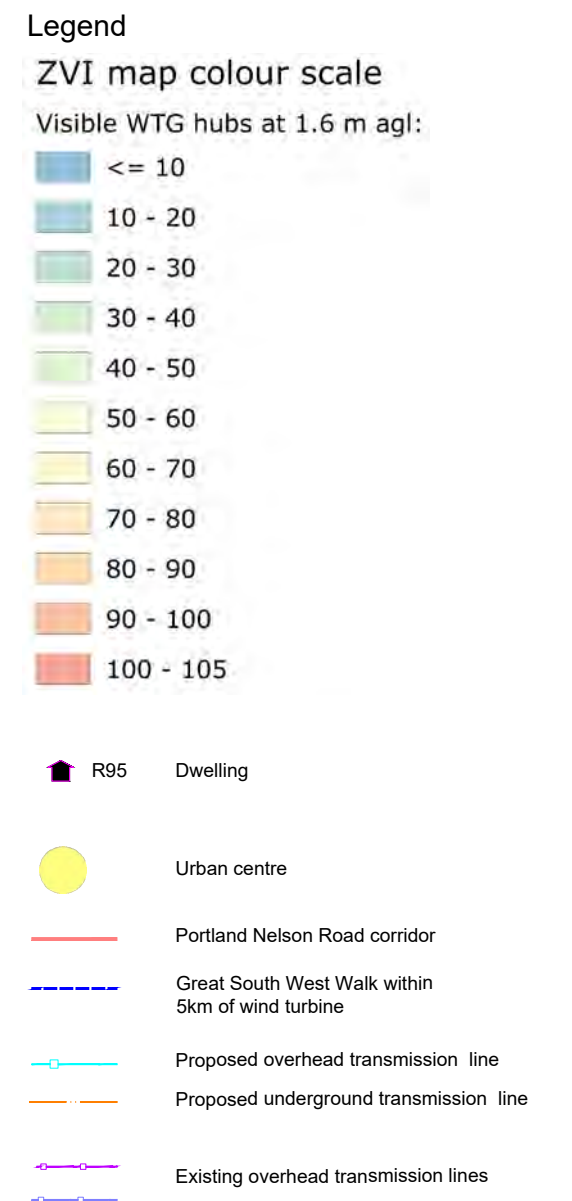 Legend
ZVI map colour scale
Visible WTG hubs at 1.6 m agl:
<= 10
10 - 20
20 - 30
30 - 40
40 - 50
50 - 60
60 - 70
70 - 80
80 - 90
90 - 100
100 - 105
R95 Dwelling
Urban centre
Portland Nelson Road corridor
Great South West Walk within
5km of wind turbine
Proposed overhead transmission line
Proposed underground transmission line
Existing overhead transmission lines